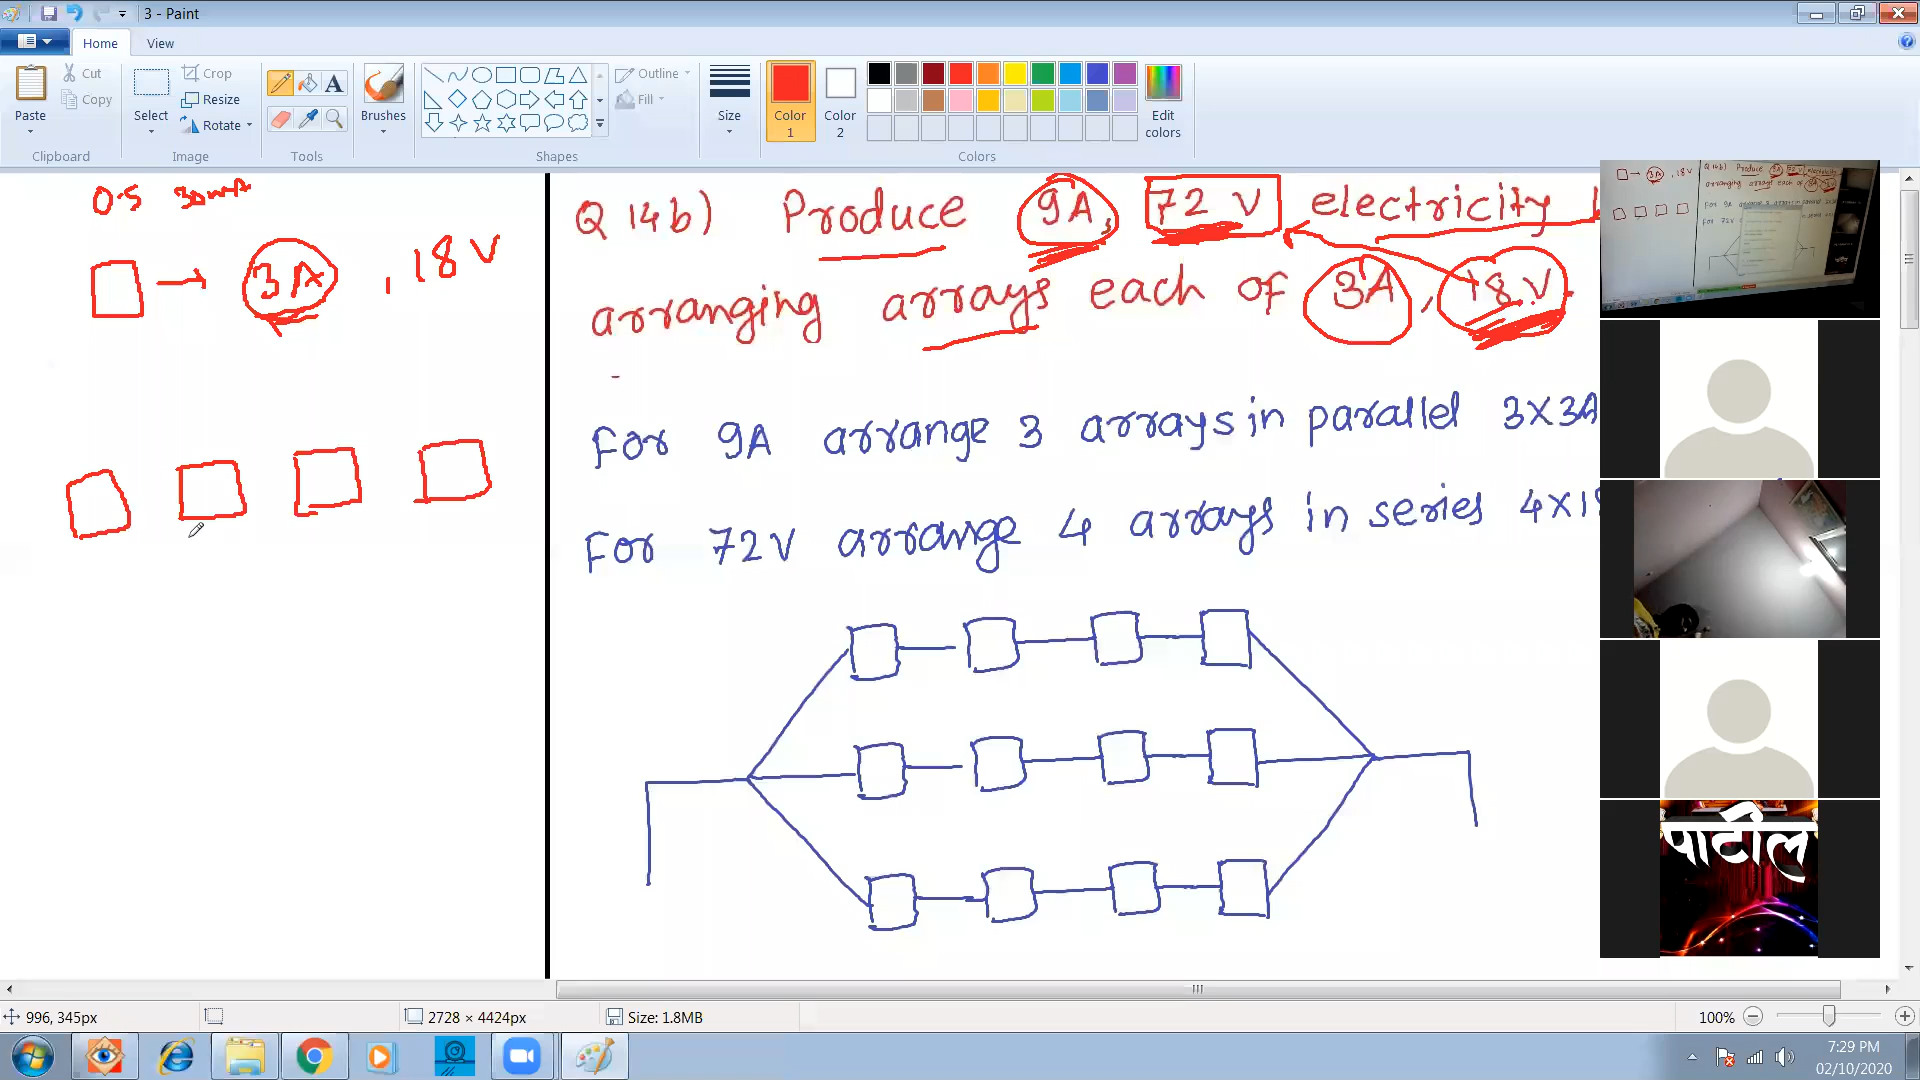 3 - Paint
Home
View
Paste
Cut
Copy
Clipboard
Select
Crop
Resize
Rotate
Image
Tools
Brushes
Shapes
Outline
Fill
Size
Color 1
Color 2
Edit colors
Colors
0.5 30mA
3A , 18 V
Q 14b) Produce 9A, 72 V electricity
arranging arrays each of 3A, 18 V
For 9A arrange 3 arrays in parallel 3X3A
For 72V arrange 4 arrays in series 4X1
पाटील
996, 345px
2728 × 4424px
Size: 1.8MB
100%
7:29 PM
02/10/2020